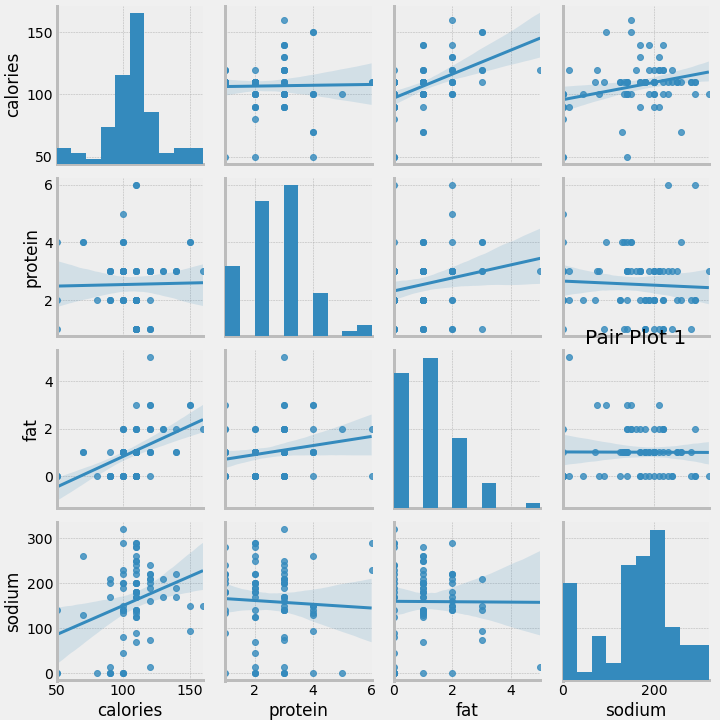 150
100
50
calories
6
4
2
protein
Pair Plot 1
4
2
0
fat
300
200
100
0
sodium
50 100 150 2 4 6 0 2 4 0 200
calories protein fat sodium